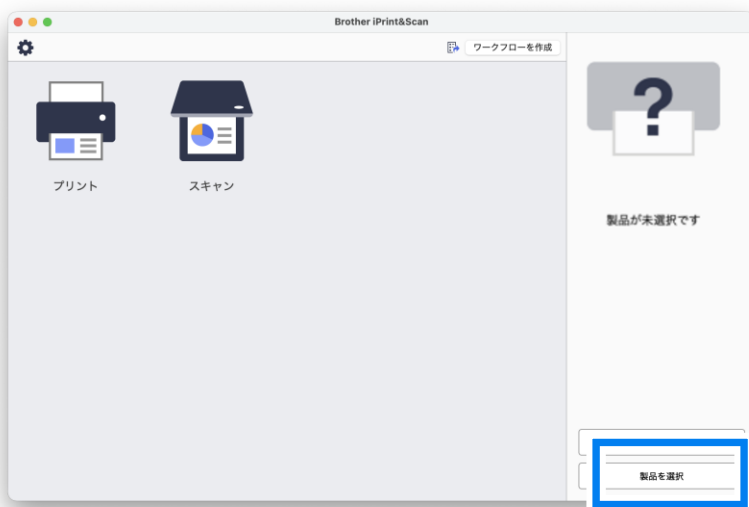 Brother iPrint&Scan
ワークフローを作成
プリント
スキャン
?
製品が未選択です
製品を選択